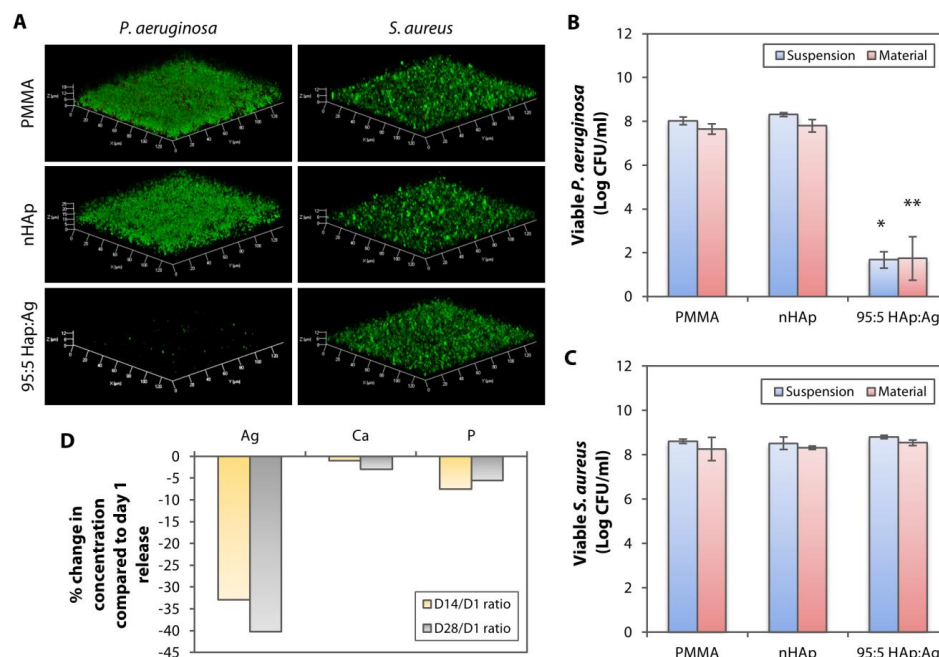 A
P. aeruginosa
S. aureus
PMMA
nHAp
95:5 Hap:Ag
B
12
10
8
6
4
2
0
Viable P. aeruginosa
(Log CFU/ml)
Suspension
Material
*
**
PMMA
nHAp
95:5 HAp:Ag
C
12
10
8
6
4
2
0
Viable S. aureus
(Log CFU/ml)
Suspension
Material
PMMA
nHAp
95:5 HAp:Ag
D
Ag
Ca
P
0
-5
-10
-15
-20
-25
-30
-35
-40
-45
% change in
concentration
compared to day 1
release
D14/D1 ratio
D28/D1 ratio